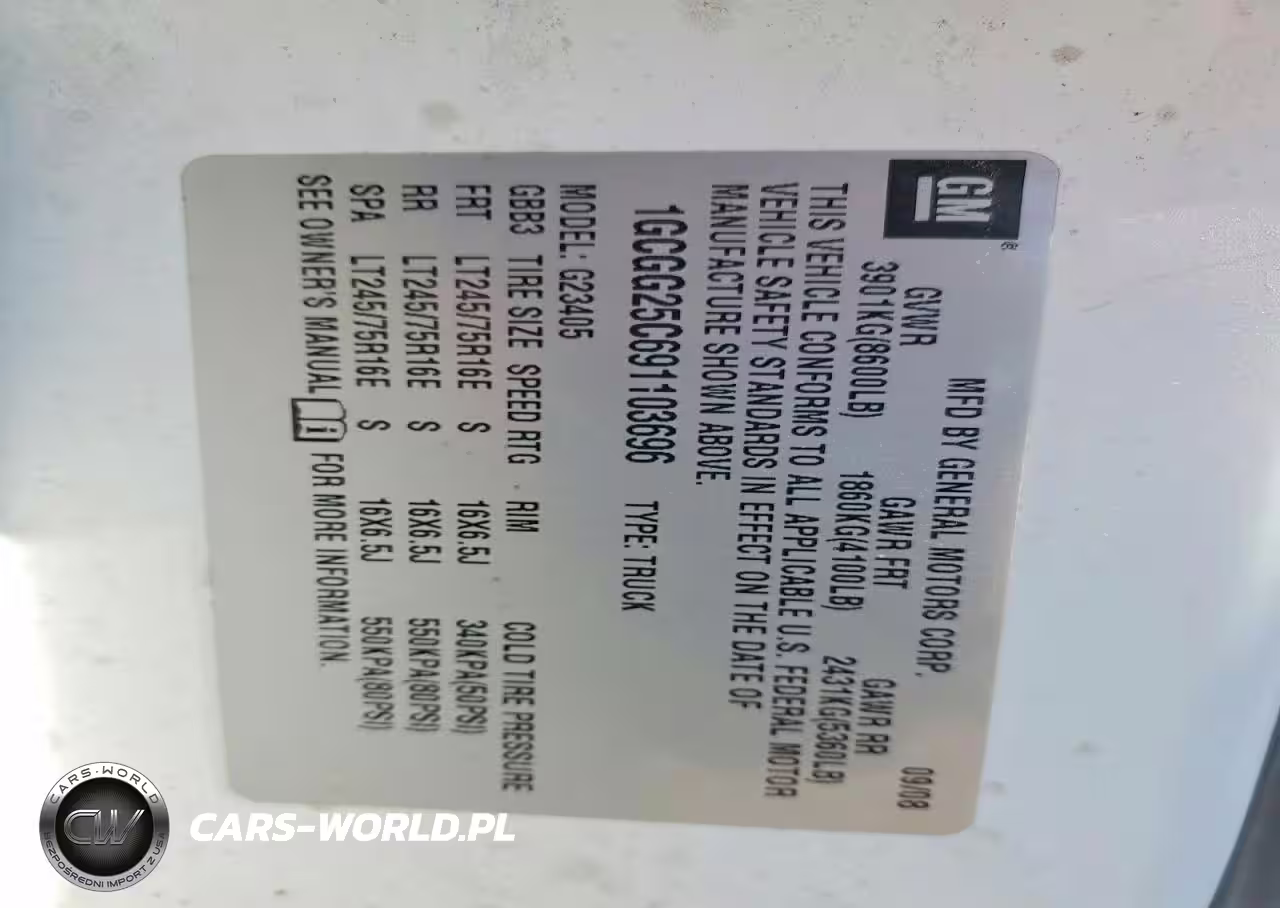 GM
MFD BY GENERAL MOTORS CORP. 09/08
GVWR GAWR FRT GAWR RR
3901KG(8600LB) 1860KG(4100LB) 2431KG(5360LB)
THIS VEHICLE CONFORMS TO ALL APPLICABLE U.S. FEDERAL MOTOR
VEHICLE SAFETY STANDARDS IN EFFECT ON THE DATE OF
MANUFACTURE SHOWN ABOVE.
1GCGG25C691103696 TYPE: TRUCK
MODEL: G23405
GBB3 TIRE SIZE SPEED RTG RIM COLD TIRE PRESSURE
FRT LT245/75R16E S 16X6.5J 340KPA(50PSI)
RR LT245/75R16E S 16X6.5J 550KPA(80PSI)
SPA LT245/75R16E S 16X6.5J 550KPA(80PSI)
SEE OWNER'S MANUAL i FOR MORE INFORMATION.
CARS-WORLD
CW
BEZPOŚREDNI IMPORT Z USA
CARS-WORLD.PL